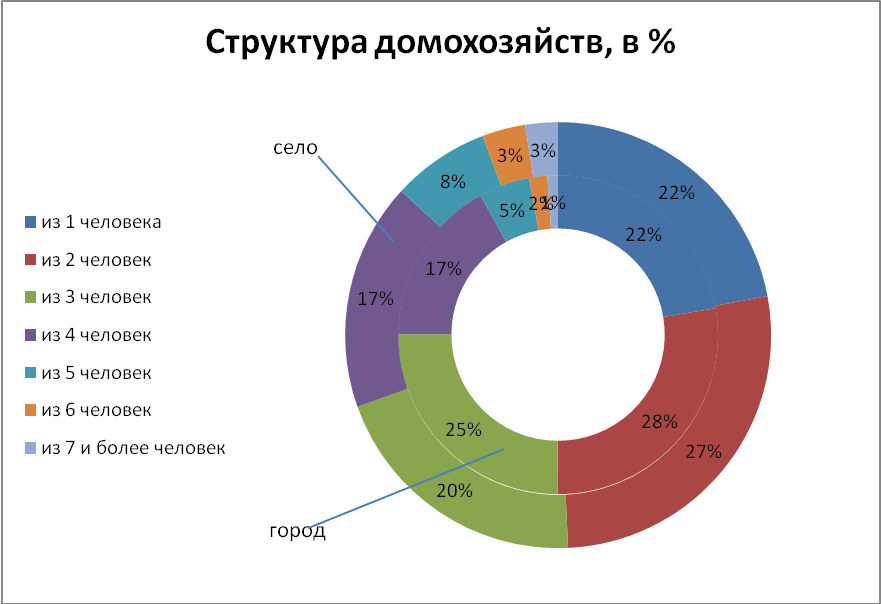 Структура домохозяйств, в %
село
город
из 1 человека
из 2 человек
из 3 человек
из 4 человек
из 5 человек
из 6 человек
из 7 и более человек
22%
27%
20%
17%
8%
3%
3%
22%
28%
25%
17%
5%
2%
1%